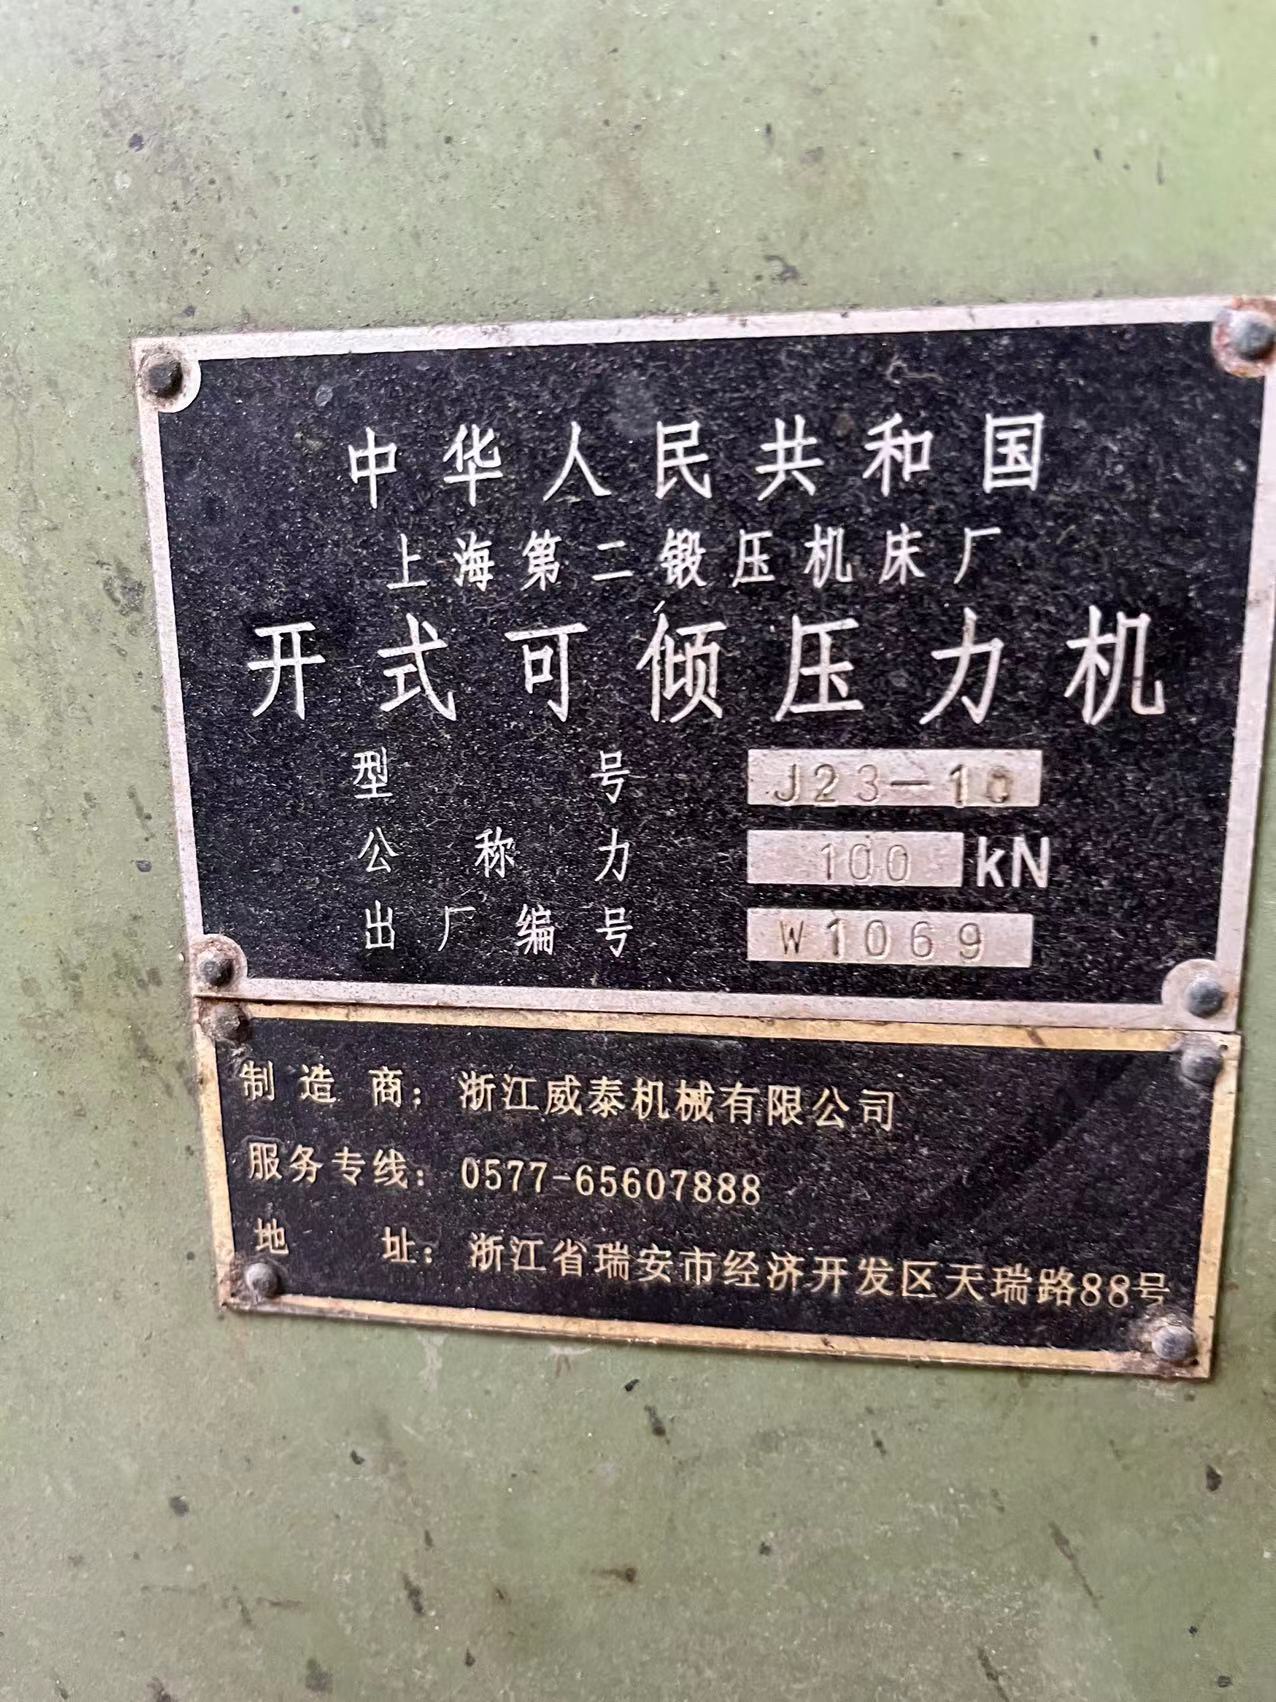 中华人民共和国
上海第二锻压机床厂
开式可倾压力机
型号 J23-10
公称力 100 kN
出厂编号 W1069
制造商：浙江威泰机械有限公司
服务专线：0577-65607888
地址：浙江省瑞安市经济开发区天瑞路88号